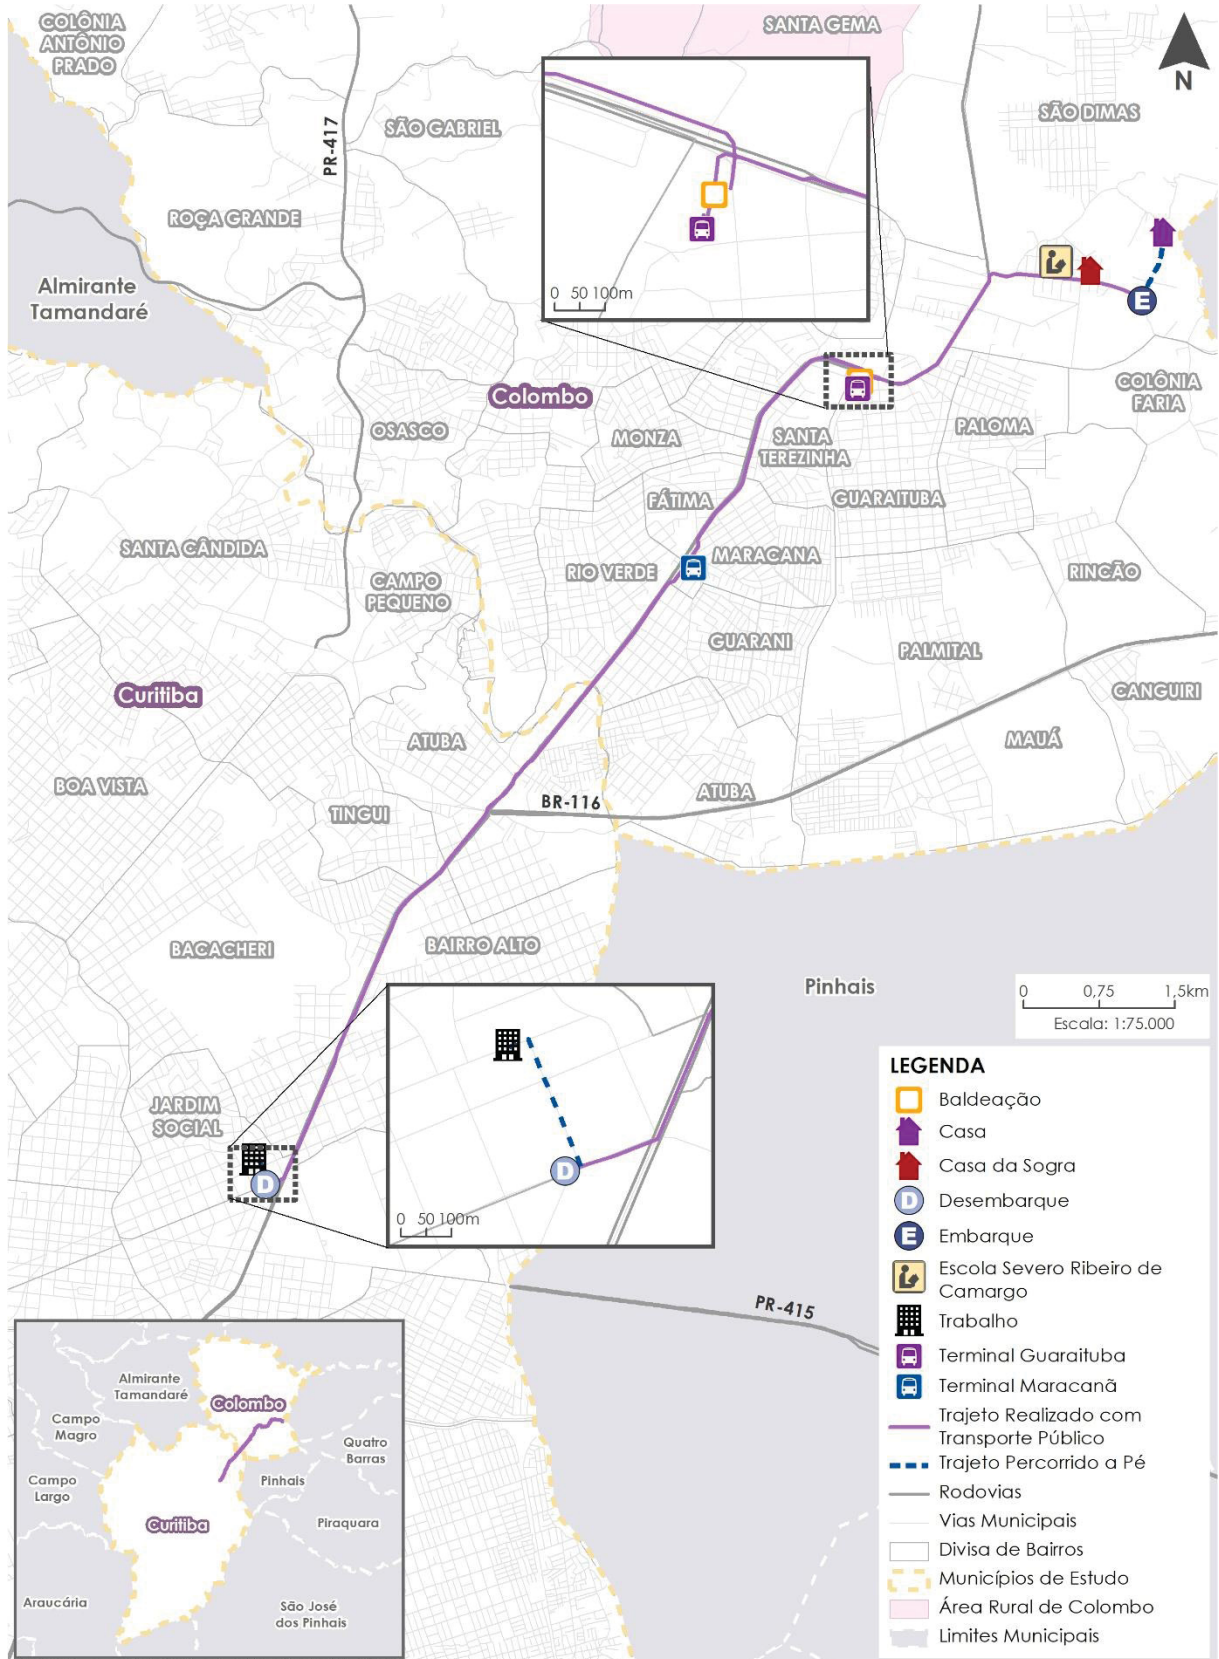 COLÔNIA
ANTÔNIO
PRADO
SANTA GEMA
N
SÃO DIMAS
PR-417
SÃO GABRIEL
ROÇA GRANDE
Almirante
Tamandaré
0 50 100m
E
Colombo
COLÔNIA
FARIA
OSASCO
MONZA
SANTA
TEREZINHA
PALOMA
FÁTIMA
GUARAITUBA
SANTA CÂNDIDA
CAMPO
PEQUENO
RIO VERDE
MARACANA
RINCÃO
GUARANI
PALMITAL
CANGUIRI
Curitiba
ATUBA
MAUÁ
BOA VISTA
TINGUI
BR-116
ATUBA
BACACHERI
BAIRRO ALTO
Pinhais
0 0,75 1,5km
Escala: 1:75.000
JARDIM
SOCIAL
D
D
0 50 100m
PR-415
LEGENDA
Baldeação
Casa
Casa da Sogra
D Desembarque
E Embarque
Escola Severo Ribeiro de
Camargo
Trabalho
Terminal Guaraituba
Terminal Maracanã
Trajeto Realizado com
Transporte Público
Trajeto Percorrido a Pé
Rodovias
Vias Municipais
Divisa de Bairros
Municípios de Estudo
Área Rural de Colombo
Limites Municipais
Almirante
Tamandaré
Colombo
Campo
Magro
Quatro
Barras
Campo
Largo
Pinhais
Curitiba
Piraquara
Araucária
São José
dos Pinhais